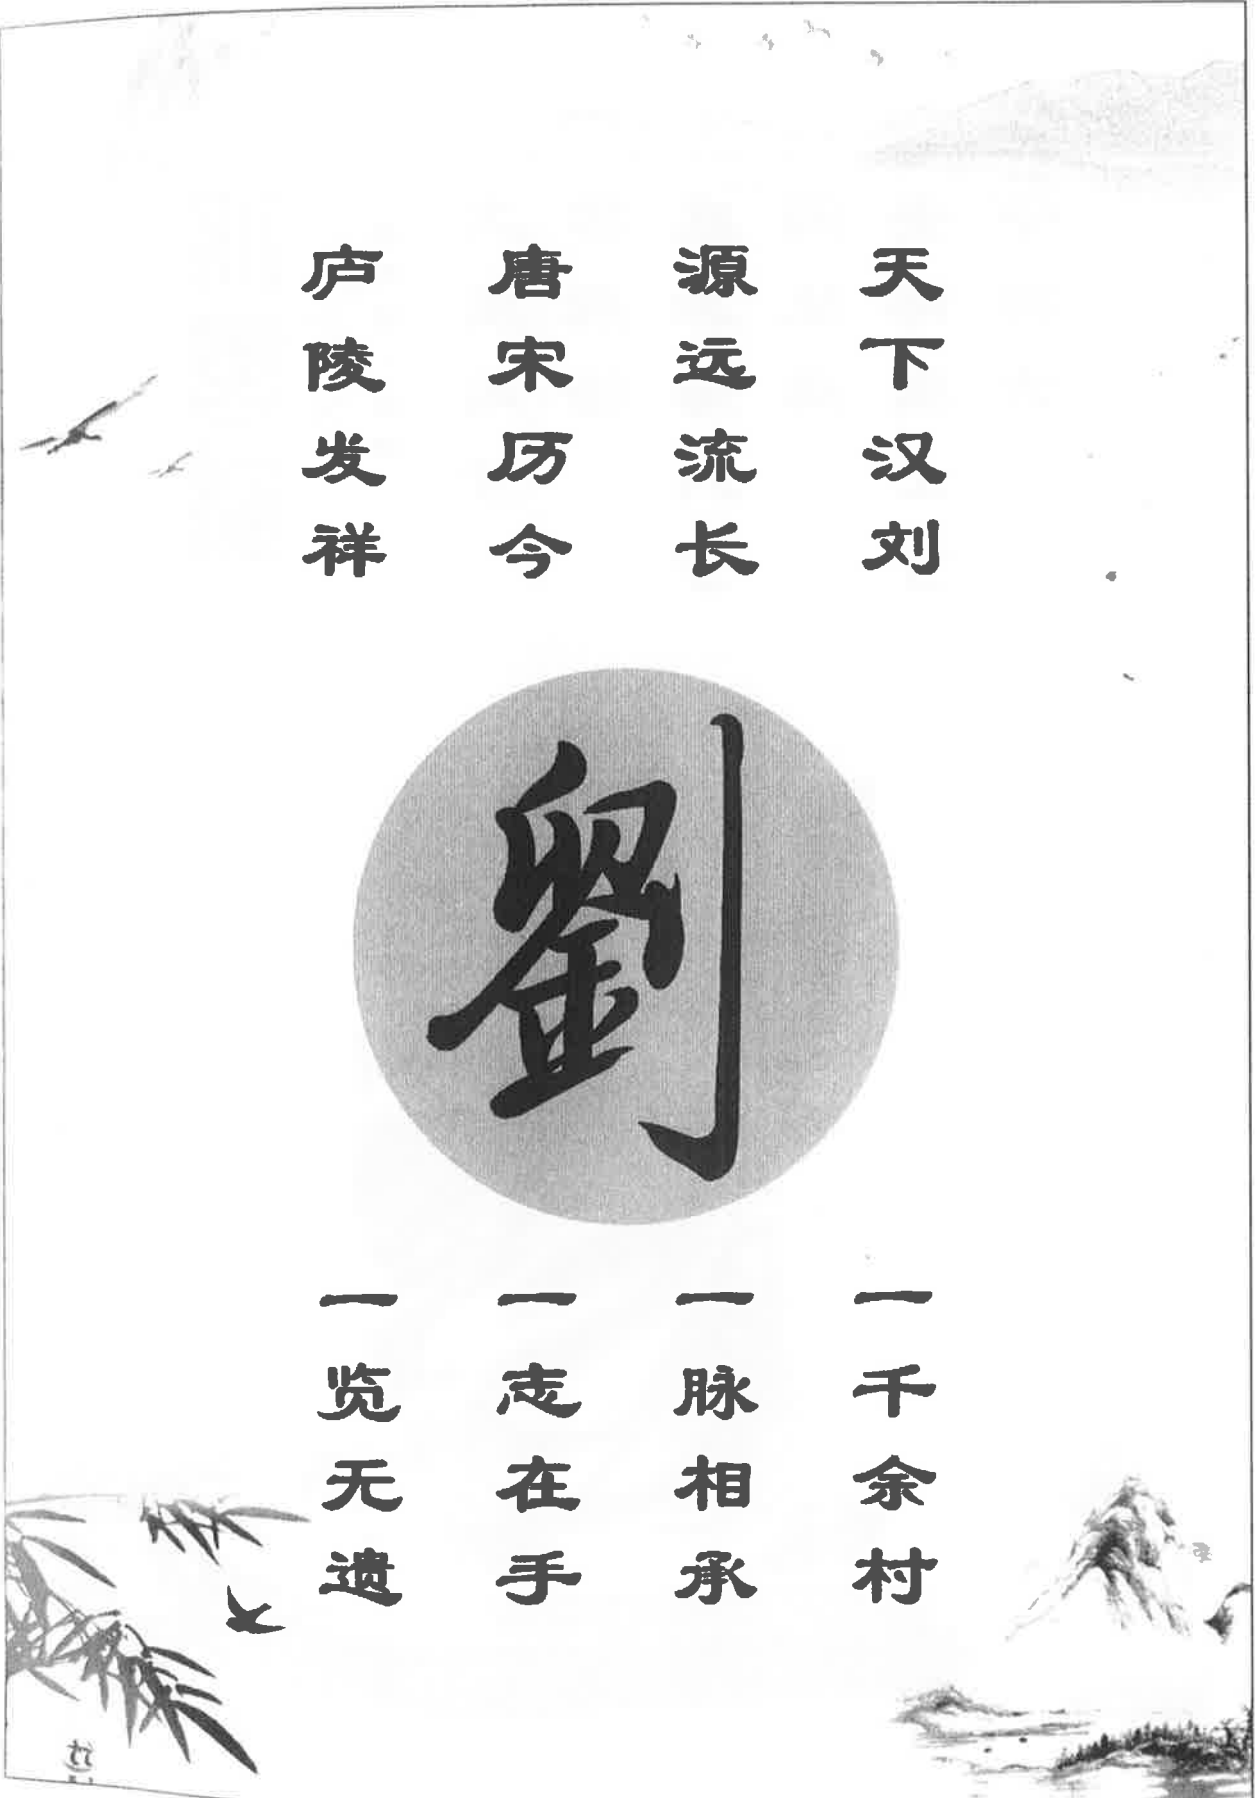 天下汉刘
源远流长
唐宋历今
庐陵发祥
劉
一千余村
一脉相承
一志在手
一览无遗